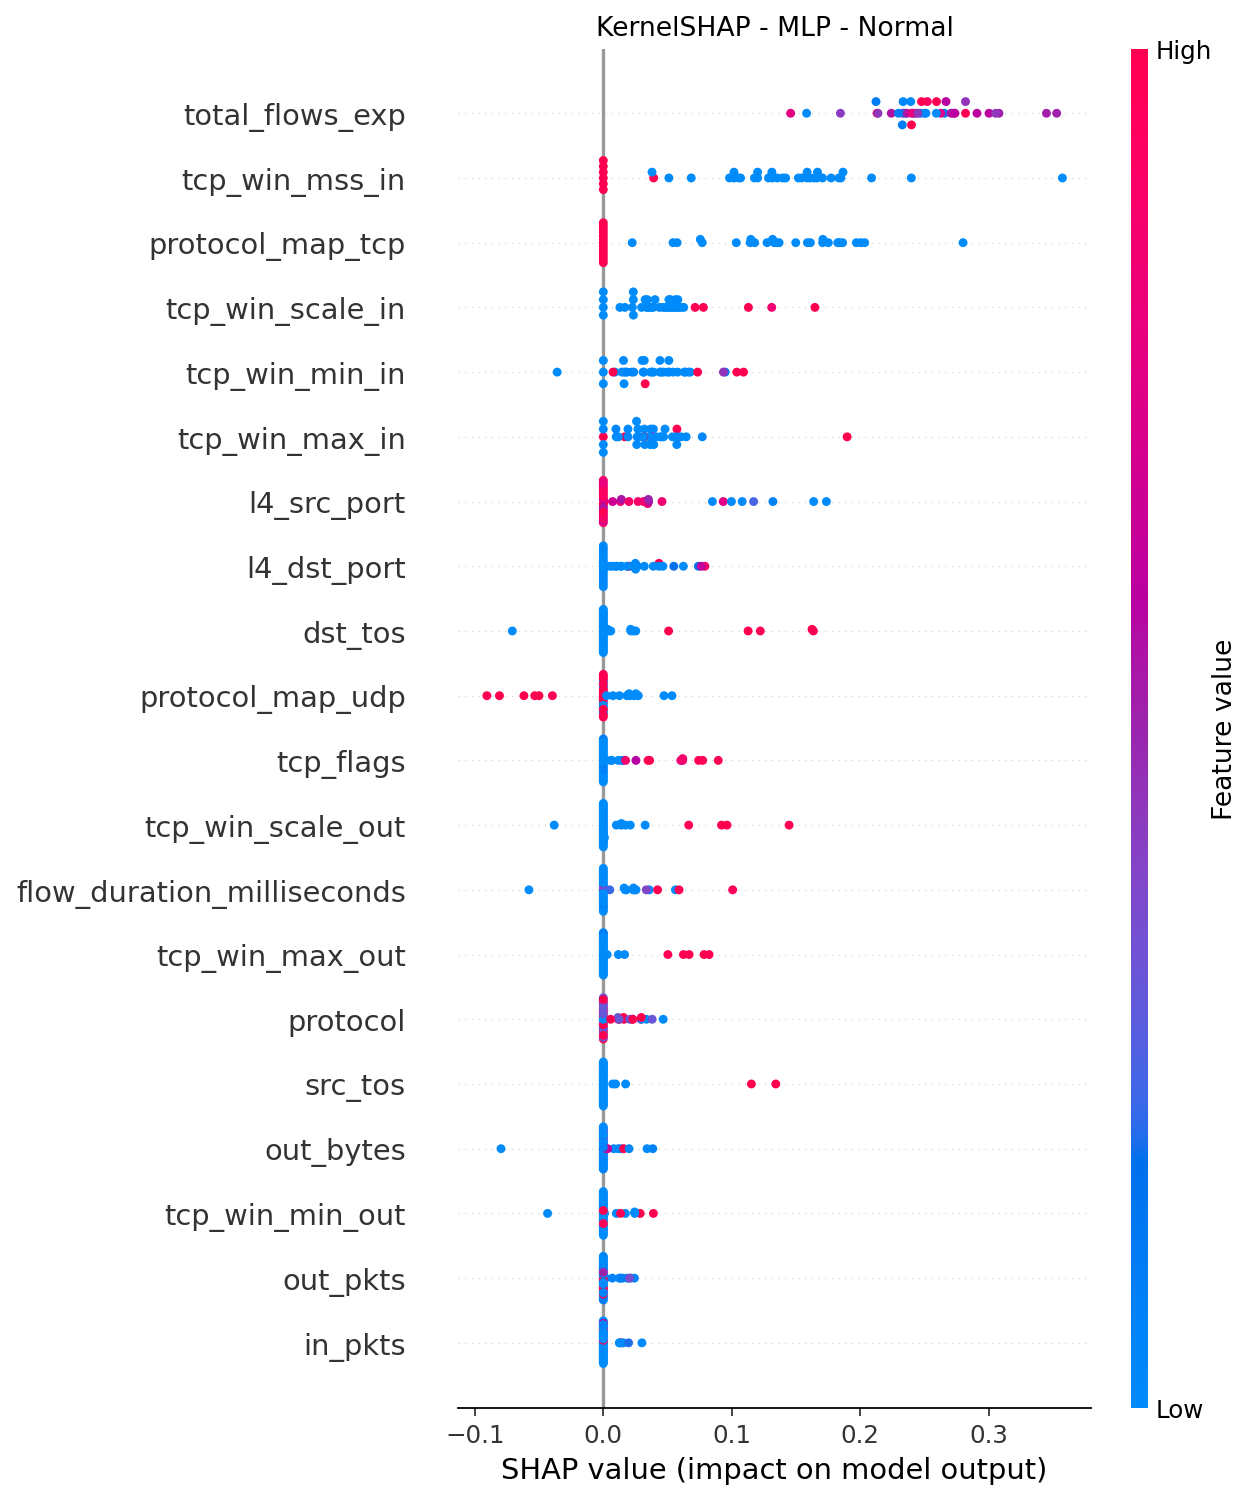 KernelSHAP - MLP - Normal
High
total_flows_exp
tcp_win_mss_in
protocol_map_tcp
tcp_win_scale_in
tcp_win_min_in
tcp_win_max_in
l4_src_port
l4_dst_port
dst_tos
protocol_map_udp
tcp_flags
tcp_win_scale_out
flow_duration_milliseconds
tcp_win_max_out
protocol
src_tos
out_bytes
tcp_win_min_out
out_pkts
in_pkts
Feature value
Low
−0.1 0.0 0.1 0.2 0.3
SHAP value (impact on model output)